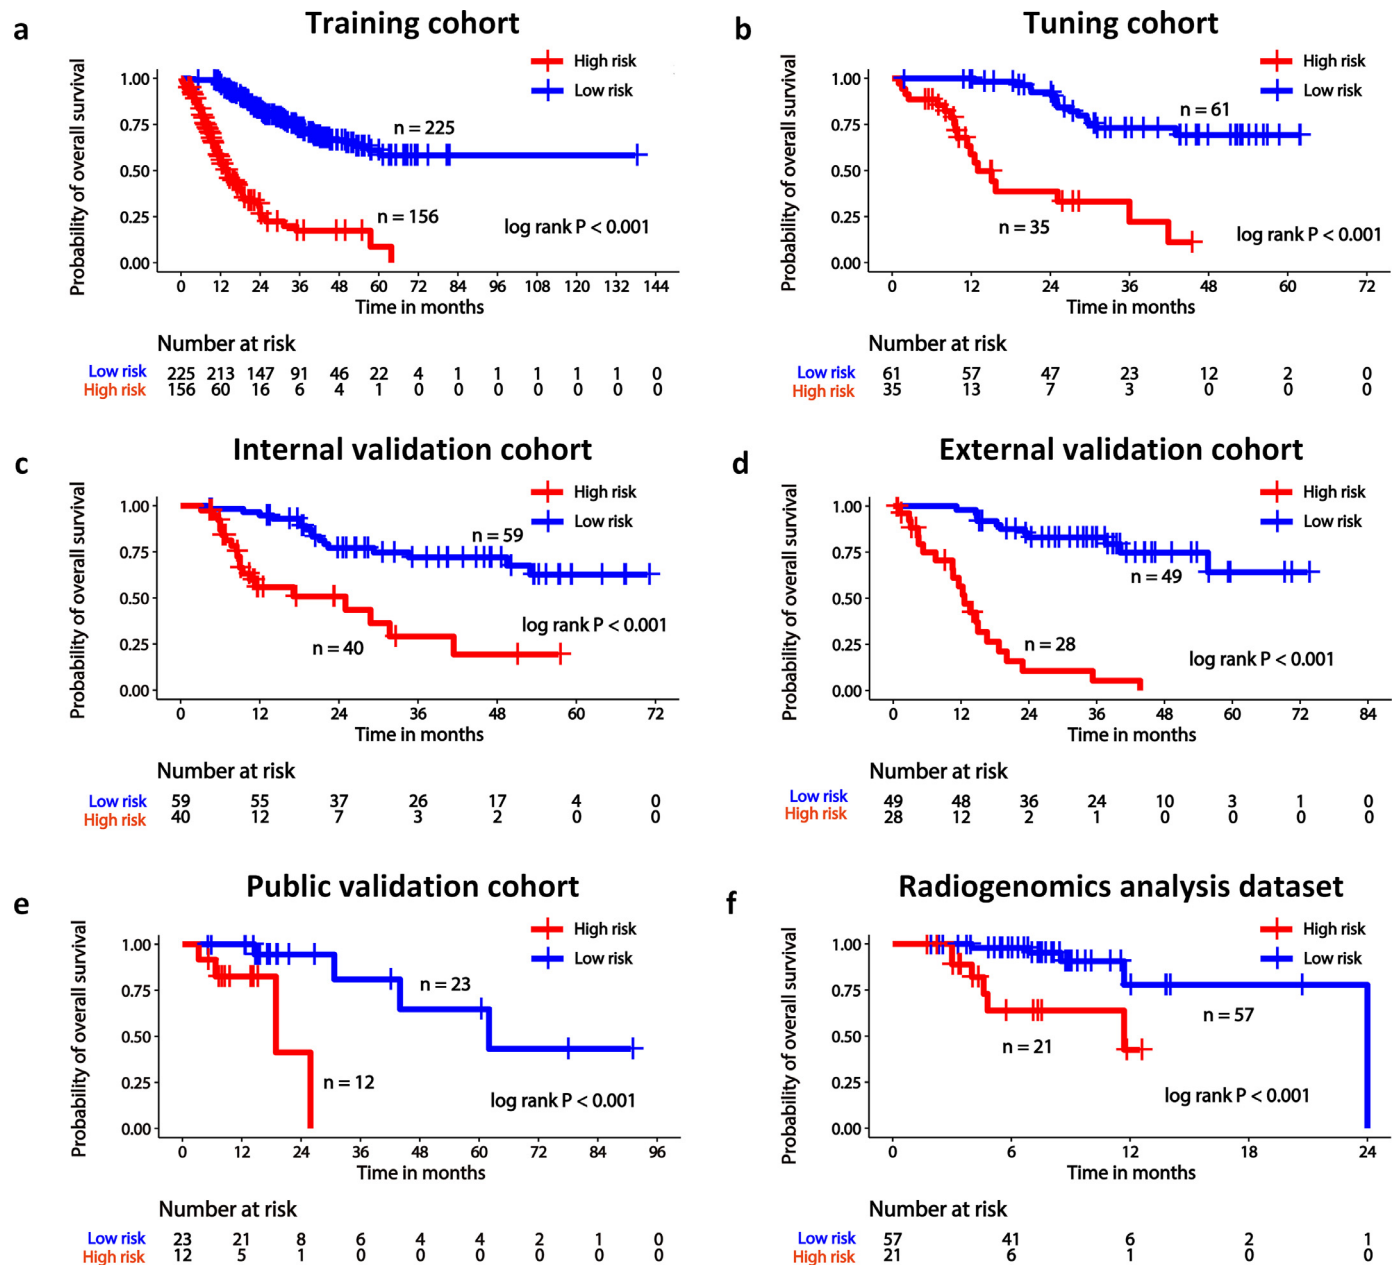 a
Training cohort
High risk
Low risk
Probability of overall survival
1.00
0.75
0.50
0.25
0.00
n = 225
n = 156
log rank P < 0.001
0 12 24 36 48 60 72 84 96 108 120 132 144
Time in months
Number at risk
Low risk 225 213 147 91 46 22 4 1 1 1 1 1 0
High risk 156 60 16 6 4 1 0 0 0 0 0 0 0
b
Tuning cohort
High risk
Low risk
Probability of overall survival
1.00
0.75
0.50
0.25
0.00
n = 61
n = 35
log rank P < 0.001
0 12 24 36 48 60 72
Time in months
Number at risk
Low risk 61 57 47 23 12 2 0
High risk 35 13 7 3 0 0 0
c
Internal validation cohort
High risk
Low risk
Probability of overall survival
1.00
0.75
0.50
0.25
0.00
n = 59
n = 40
log rank P < 0.001
0 12 24 36 48 60 72
Time in months
Number at risk
Low risk 59 55 37 26 17 4 0
High risk 40 12 7 3 2 0 0
d
External validation cohort
High risk
Low risk
Probability of overall survival
1.00
0.75
0.50
0.25
0.00
n = 49
n = 28
log rank P < 0.001
0 12 24 36 48 60 72 84
Time in months
Number at risk
Low risk 49 48 36 24 10 3 1 0
High risk 28 12 2 1 0 0 0 0
e
Public validation cohort
High risk
Low risk
Probability of overall survival
1.00
0.75
0.50
0.25
0.00
n = 23
n = 12
log rank P < 0.001
0 12 24 36 48 60 72 84 96
Time in months
Number at risk
Low risk 23 21 8 6 4 4 2 1 0
High risk 12 5 1 0 0 0 0 0 0
f
Radiogenomics analysis dataset
High risk
Low risk
Probability of overall survival
1.00
0.75
0.50
0.25
0.00
n = 57
n = 21
log rank P < 0.001
0 6 12 18 24
Time in months
Number at risk
Low risk 57 41 6 2 1
High risk 21 6 1 0 0